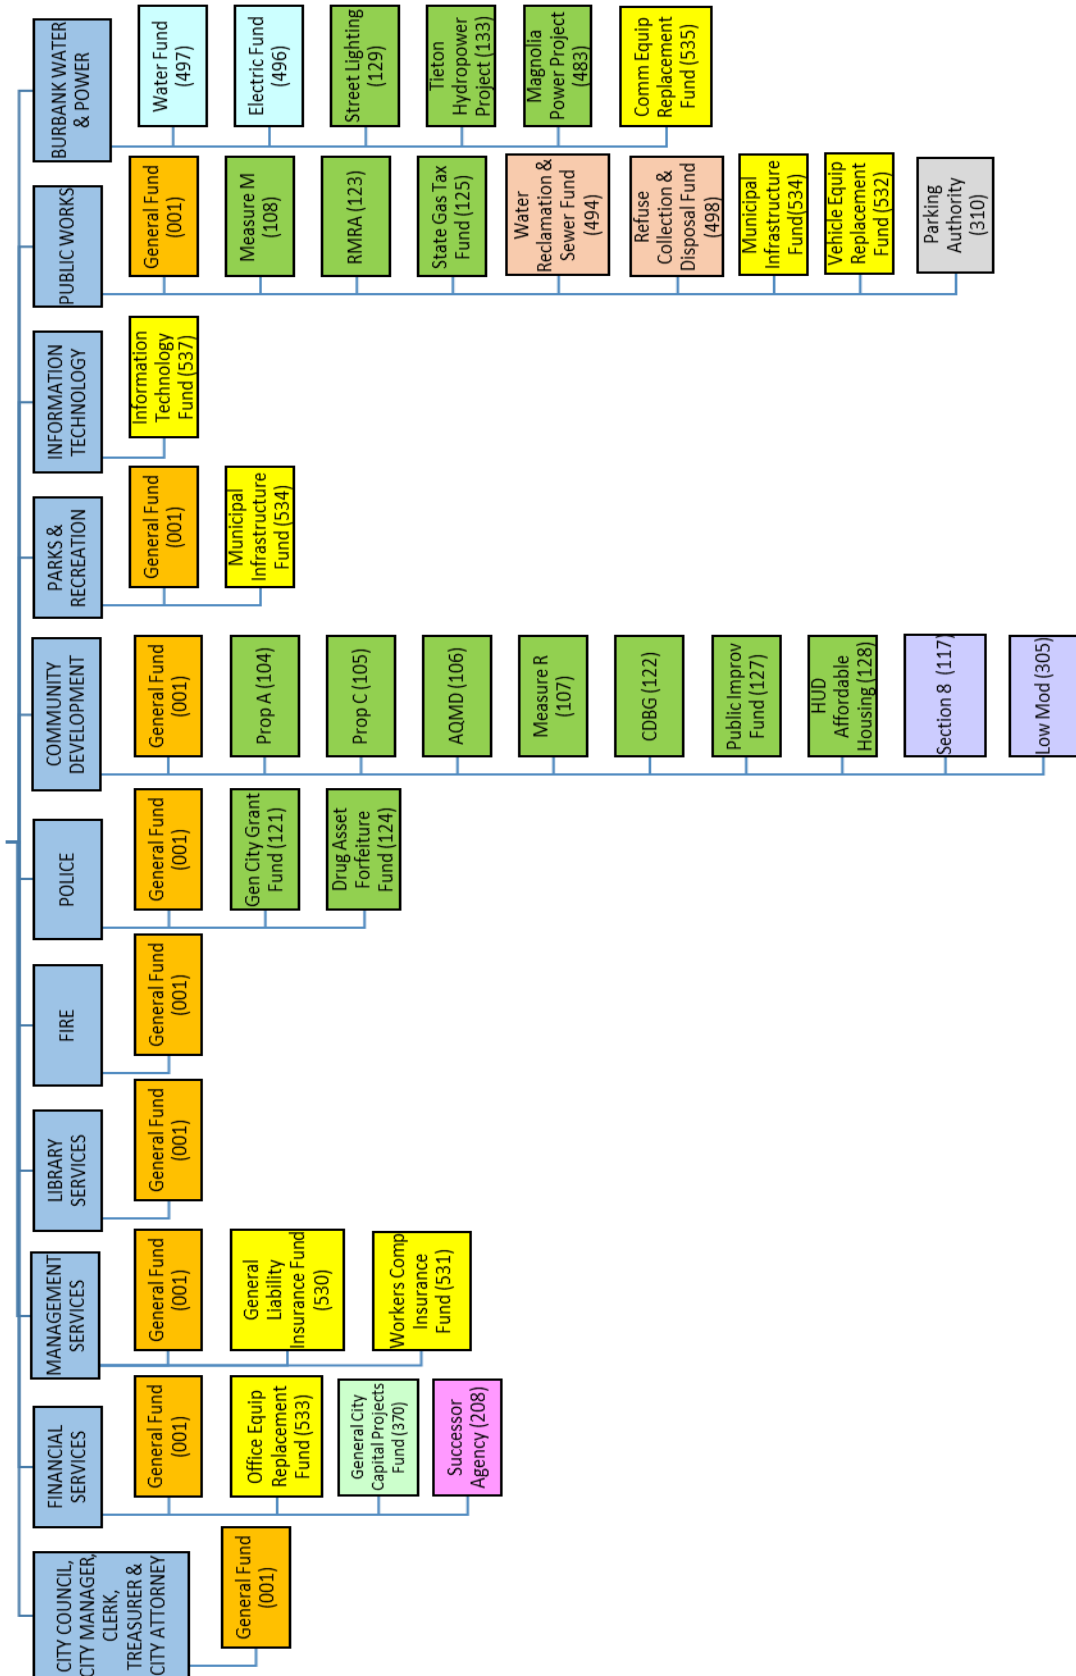 CITY COUNCIL,
CITY MANAGER,
CLERK,
TREASURER &
CITY ATTORNEY
General Fund
(001)
FINANCIAL
SERVICES
General Fund
(001)
Office Equip
Replacement
Fund (533)
General City
Capital Projects
Fund (370)
Successor
Agency (208)
MANAGEMENT
SERVICES
General Fund
(001)
General
Liability
Insurance Fund
(530)
Workers Comp
Insurance
Fund (531)
LIBRARY
SERVICES
General Fund
(001)
FIRE
General Fund
(001)
POLICE
General Fund
(001)
Gen City Grant
Fund (121)
Drug Asset
Forfeiture
Fund (124)
COMMUNITY
DEVELOPMENT
General Fund
(001)
Prop A (104)
Prop C (105)
AQMD (106)
Measure R
(107)
CDBG (122)
Public Improv
Fund (127)
HUD
Affordable
Housing (128)
Section 8 (117)
Low Mod (305)
PARKS &
RECREATION
General Fund
(001)
Municipal
Infrastructure
Fund (534)
INFORMATION
TECHNOLOGY
Information
Technology
Fund (537)
PUBLIC WORKS
General Fund
(001)
Measure M
(108)
RMRA (123)
State Gas Tax
Fund (125)
Water
Reclamation &
Sewer Fund
(494)
Refuse
Collection &
Disposal Fund
(498)
Municipal
Infrastructure
Fund(534)
Vehicle Equip
Replacement
Fund (532)
Parking
Authority
(310)
BURBANK WATER
& POWER
Water Fund
(497)
Electric Fund
(496)
Street Lighting
(129)
Tieton
Hydropower
Project (133)
Magnolia
Power Project
(483)
Comm Equip
Replacement
Fund (535)